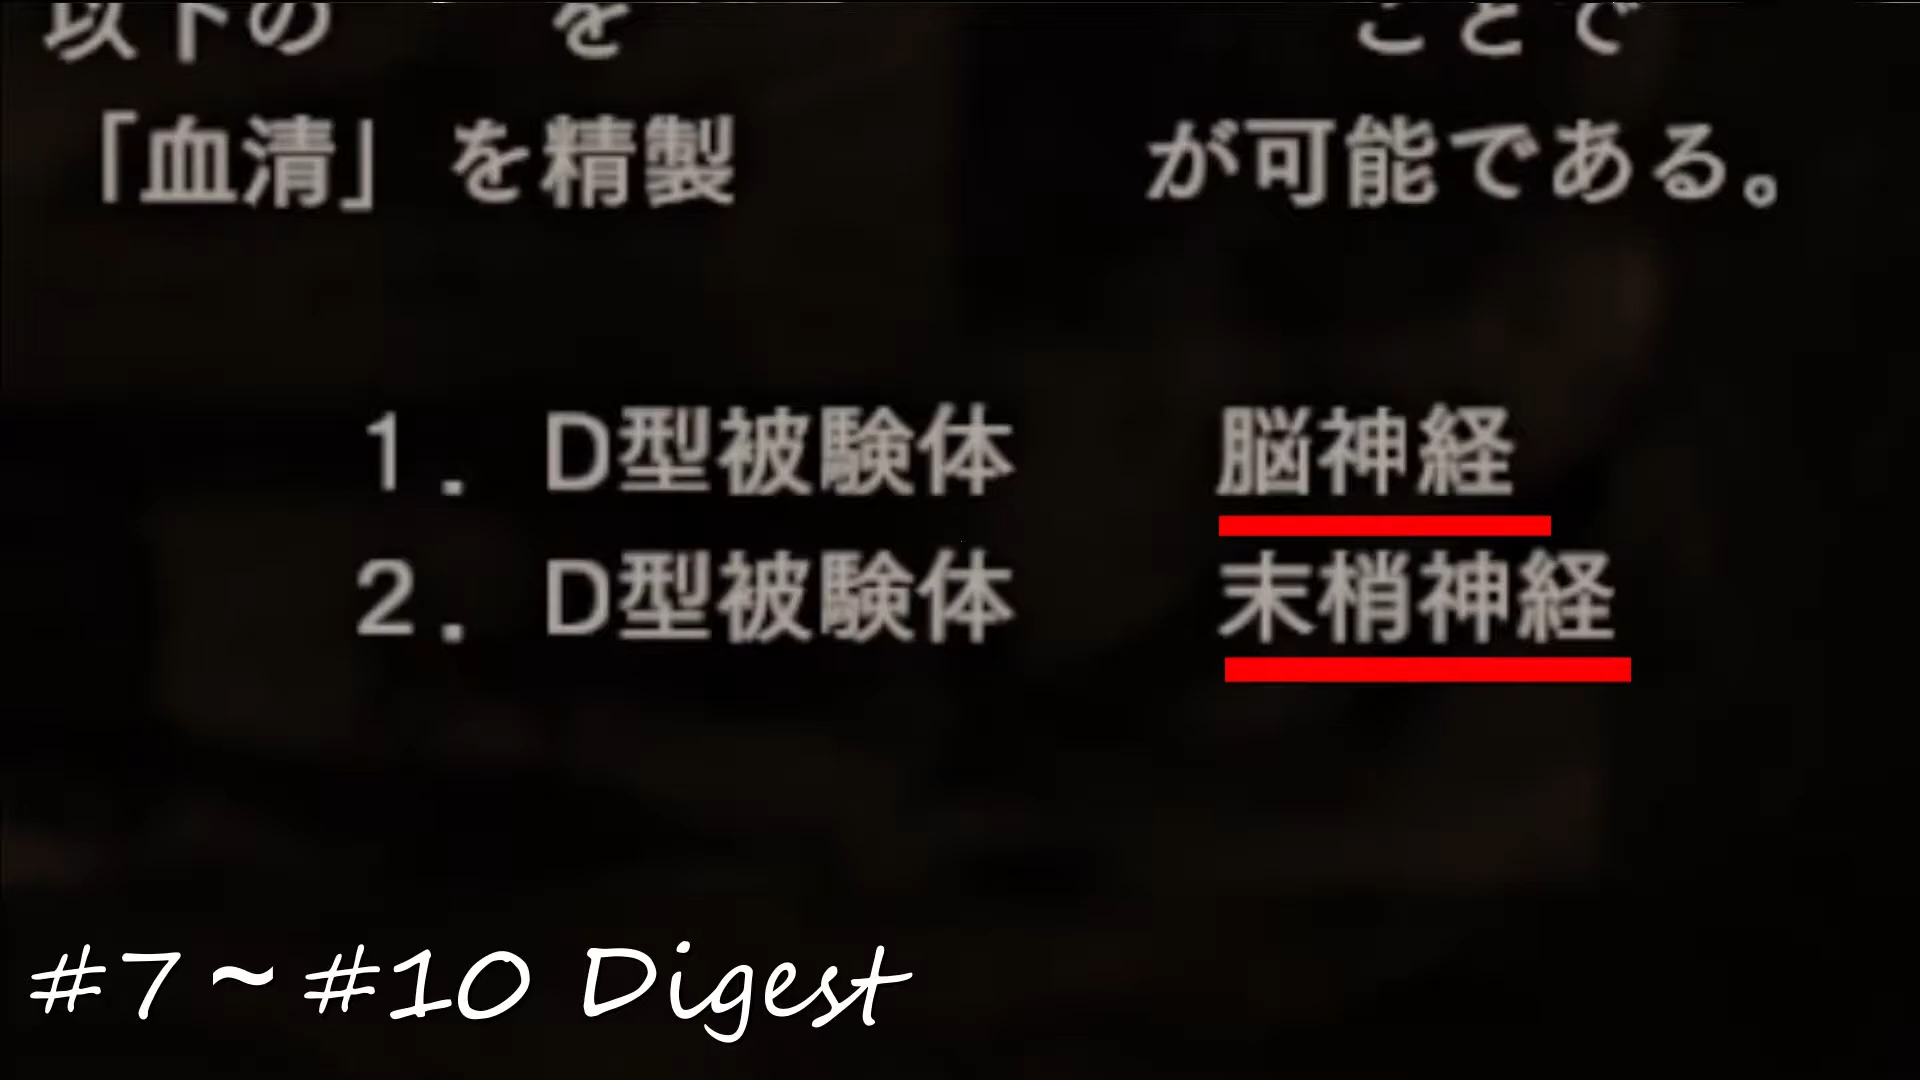 以下の を ことで
「血清」を精製 が可能である。
1. D型被験体 脳神経
2. D型被験体 末梢神経
#7~#10 Digest